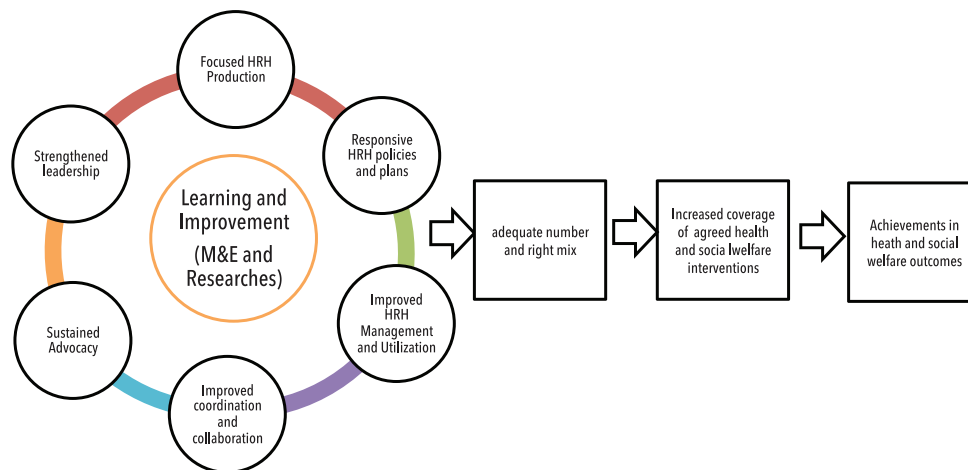 Focused HRH
Production
Responsive
HRH policies
and plans
Strengthened
leadership
Learning and
Improvement
(M&E and
Researches)
adequate number
and right mix
Increased coverage
of agreed health
and social lwelfare
interventions
Achievements in
heath and social
welfare outcomes
Improved
HRH
Management
and Utilization
Sustained
Advocacy
Improved
coordination
and
collaboration